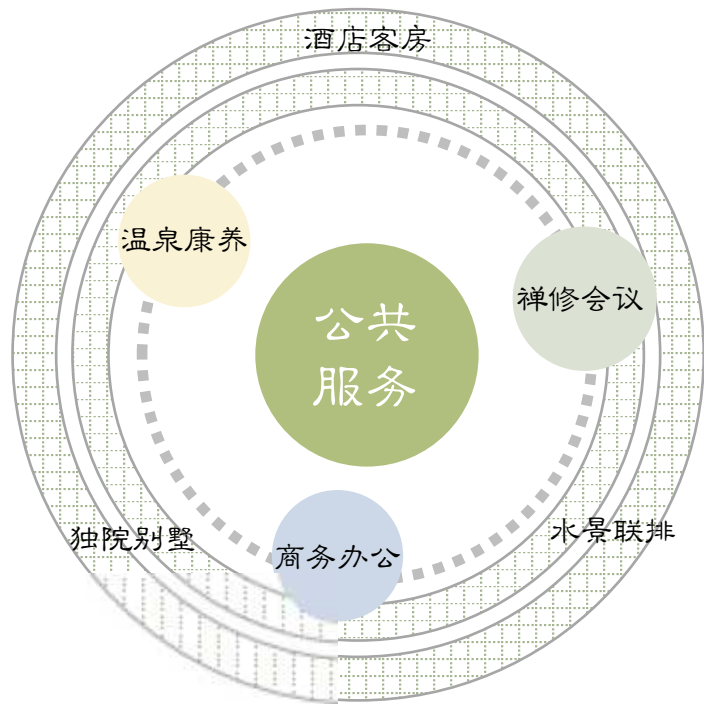 酒店客房
温泉康养
禅修会议
公共
服务
独院别墅
水景联排
商务办公